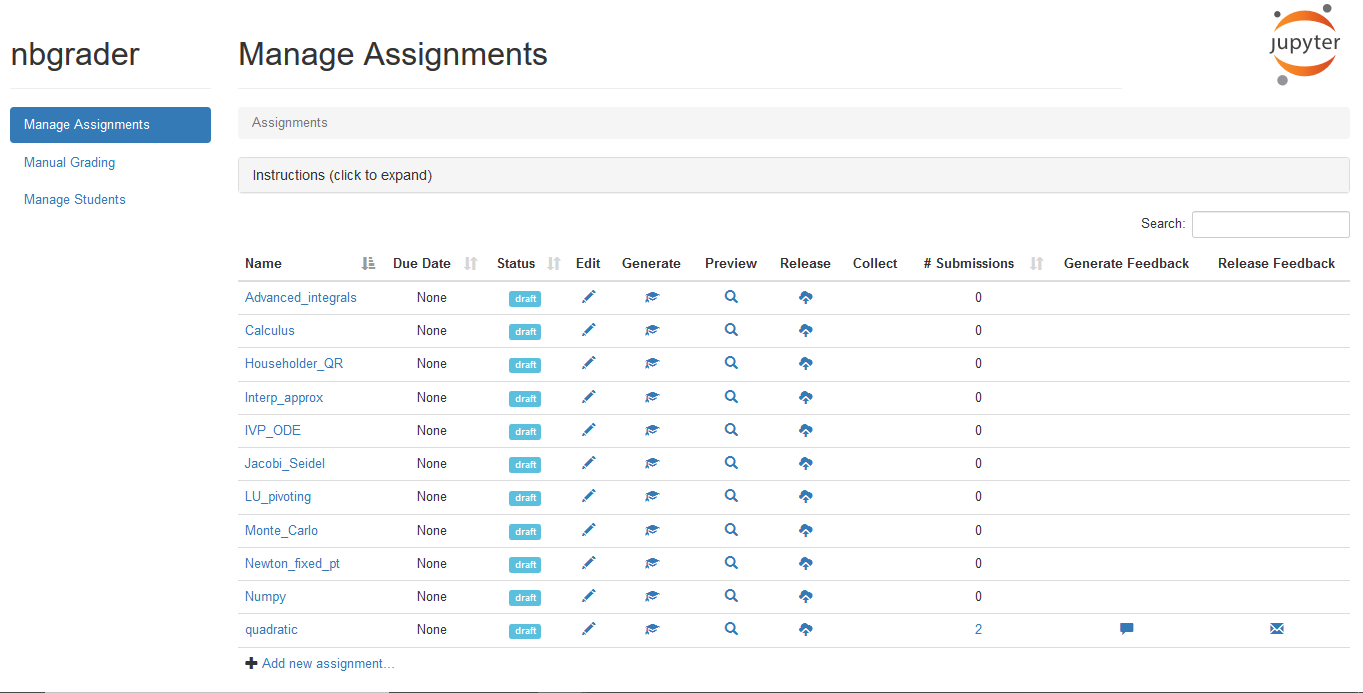 nbgrader
Manage Assignments
jupyter
Manage Assignments
Manual Grading
Manage Students
Assignments
Instructions (click to expand)
Search:
Name Due Date Status Edit Generate Preview Release Collect # Submissions Generate Feedback Release Feedback
Advanced_integrals None draft 0
Calculus None draft 0
Householder_QR None draft 0
Interp_approx None draft 0
IVP_ODE None draft 0
Jacobi_Seidel None draft 0
LU_pivoting None draft 0
Monte_Carlo None draft 0
Newton_fixed_pt None draft 0
Numpy None draft 0
quadratic None draft 2
Add new assignment...